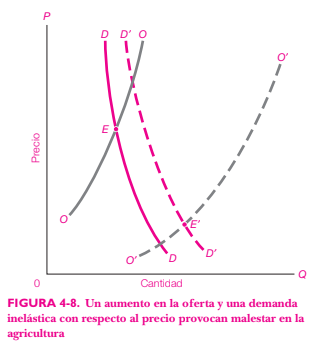 P
D D' O
O'
E
Precio
E'
O
O' D D'
0 Cantidad Q
FIGURA 4-8. Un aumento en la oferta y una demanda
inelástica con respecto al precio provocan malestar en la
agricultura